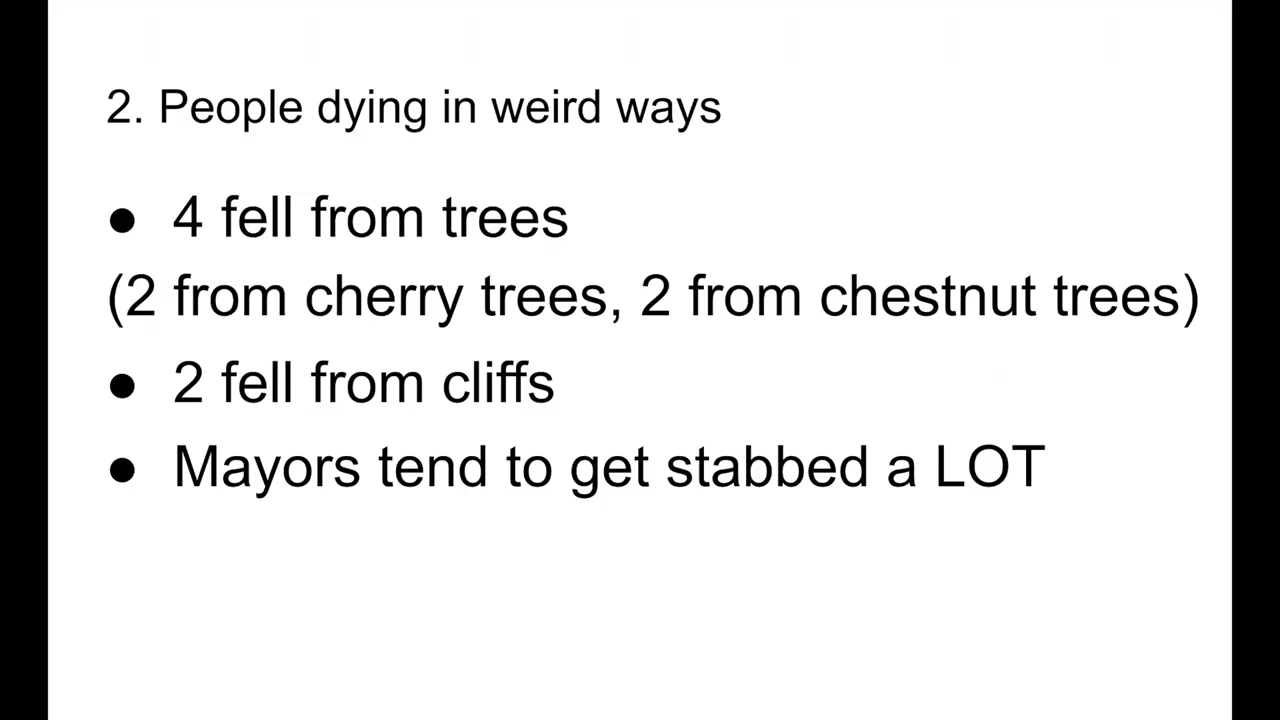 2. People dying in weird ways
● 4 fell from trees
(2 from cherry trees, 2 from chestnut trees)
● 2 fell from cliffs
● Mayors tend to get stabbed a LOT